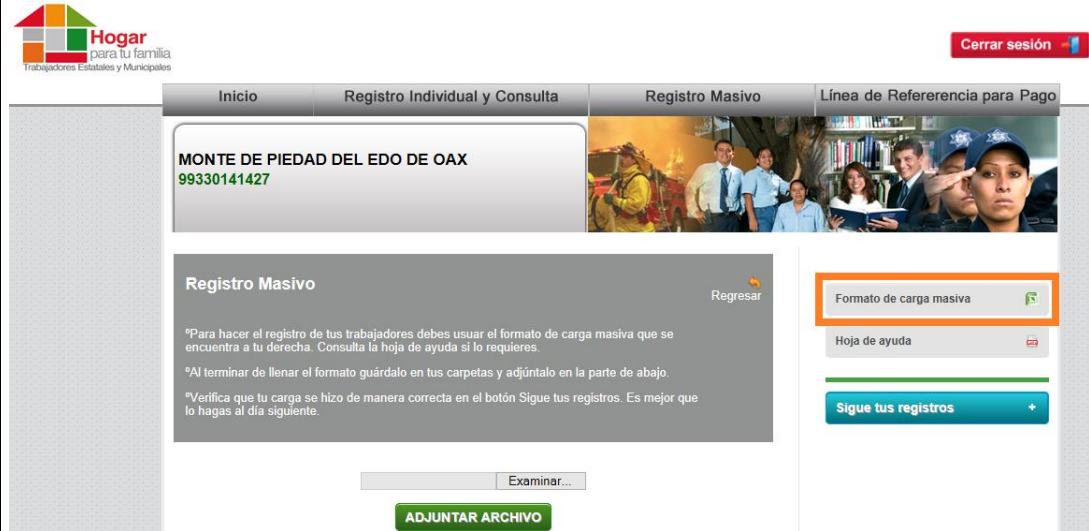 Hogar
para tu familia
Trabajadores Estatales y Municipales
Cerrar sesión
Inicio
Registro Individual y Consulta
Registro Masivo
Línea de Refererencia para Pago
MONTE DE PIEDAD DEL EDO DE OAX
99330141427
Registro Masivo
Regresar
ºPara hacer el registro de tus trabajadores debes usar el formato de carga masiva que se
encuentra a tu derecha. Consulta la hoja de ayuda si lo requieres.
ºAl terminar de llenar el formato guárdalo en tus carpetas y adjúntalo en la parte de abajo.
ºVerifica que tu carga se hizo de manera correcta en el botón Sigue tus registros. Es mejor que
lo hagas al día siguiente.
Examinar...
ADJUNTAR ARCHIVO
Formato de carga masiva
Hoja de ayuda
Sigue tus registros +